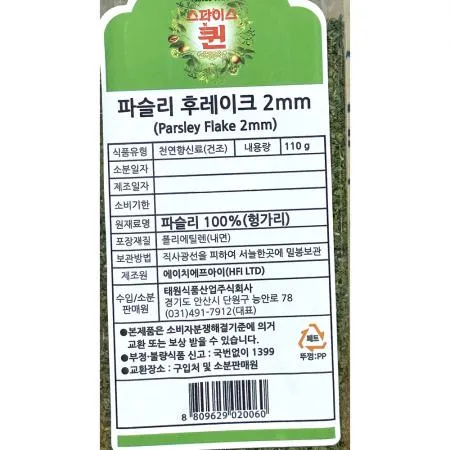 스파이스
퀸
파슬리 후레이크 2mm
(Parsley Flake 2mm)
식품유형 천연향신료(건조) 내용량 110 g
소분일자
제조일자
소비기한
원재료명 파슬리 100%(헝가리)
포장재질 폴리에틸렌(내면)
보관방법 직사광선을 피하여 서늘한곳에 밀봉보관
제조원 에이치에프아이(HFI LTD)
수입/소분 판매원 태원식품산업주식회사
경기도 안산시 단원구 능안로 78
(031)491-7912(대표)
●본제품은 소비자분쟁해결기준에 의거
교환 또는 보상 받을 수 있습니다.
●부정·불량식품 신고 : 국번없이 1399
●교환장소 : 구입처 및 소분판매원
페트
뚜껑:PP
8 809629 020060